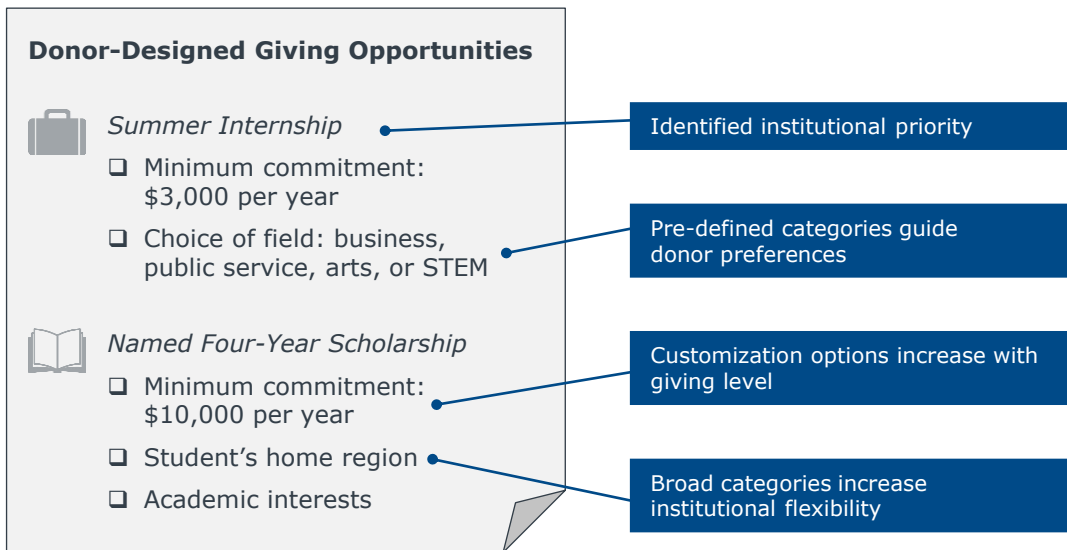 Donor-Designed Giving Opportunities
Summer Internship
❑ Minimum commitment:
$3,000 per year
❑ Choice of field: business,
public service, arts, or STEM
Named Four-Year Scholarship
❑ Minimum commitment:
$10,000 per year
❑ Student’s home region
❑ Academic interests
Identified institutional priority
Pre-defined categories guide
donor preferences
Customization options increase with
giving level
Broad categories increase
institutional flexibility